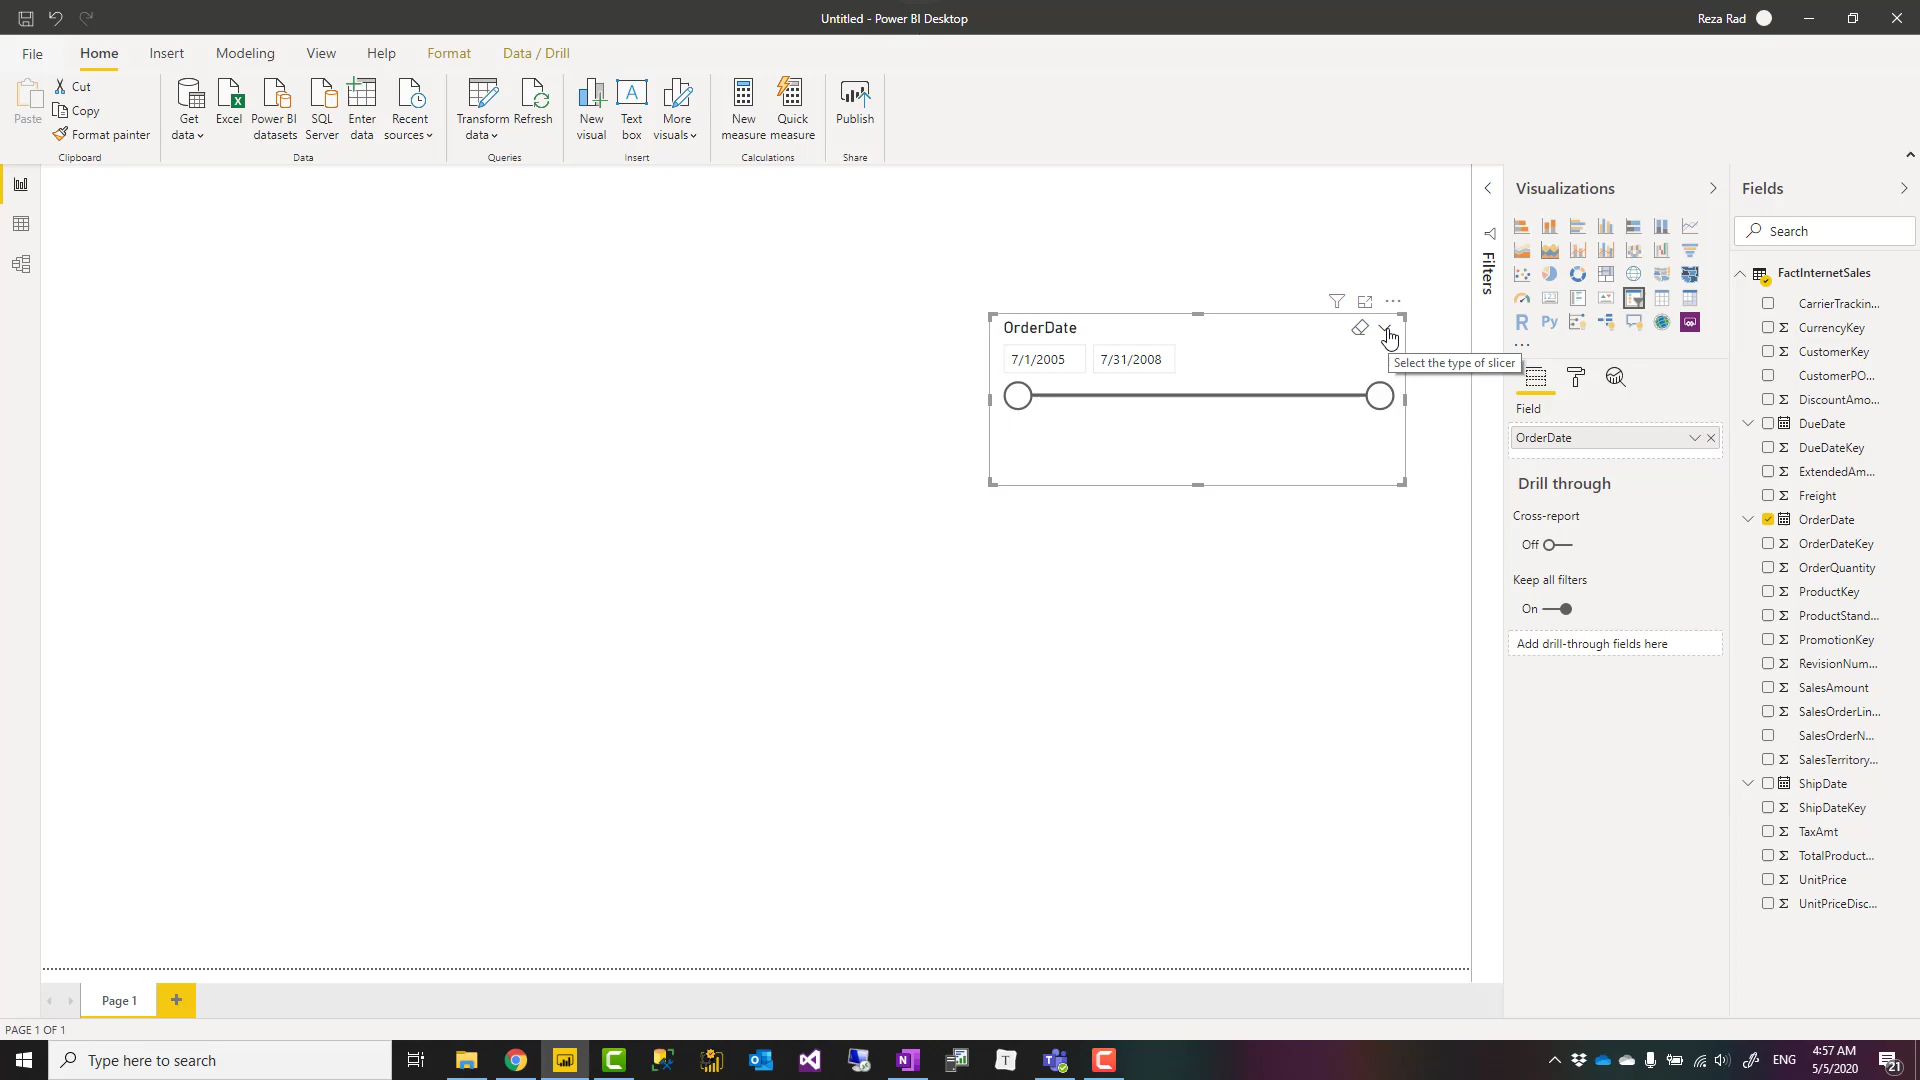 Untitled - Power BI Desktop
Reza Rad
File
Home
Insert
Modeling
View
Help
Format
Data / Drill
Paste
Cut
Copy
Format painter
Clipboard
Get
data
Excel
Power BI
datasets
SQL
Server
Enter
data
Recent
sources
Data
Transform
data
Refresh
Queries
New
visual
Text
box
More
visuals
Insert
New
measure
Quick
measure
Calculations
Publish
Share
OrderDate
7/1/2005
7/31/2008
Select the type of slicer
Filters
Visualizations
R
Py
Field
OrderDate
Drill through
Cross-report
Off
Keep all filters
On
Add drill-through fields here
Fields
Search
FactInternetSales
CarrierTrackin...
CurrencyKey
CustomerKey
CustomerPO...
DiscountAmo...
DueDate
DueDateKey
ExtendedAm...
Freight
OrderDate
OrderDateKey
OrderQuantity
ProductKey
ProductStand...
PromotionKey
RevisionNum...
SalesAmount
SalesOrderLin...
SalesOrderN...
SalesTerritory...
ShipDate
ShipDateKey
TaxAmt
TotalProduct...
UnitPrice
UnitPriceDisc...
Page 1
PAGE 1 OF 1
Type here to search
ENG
4:57 AM
5/5/2020
21